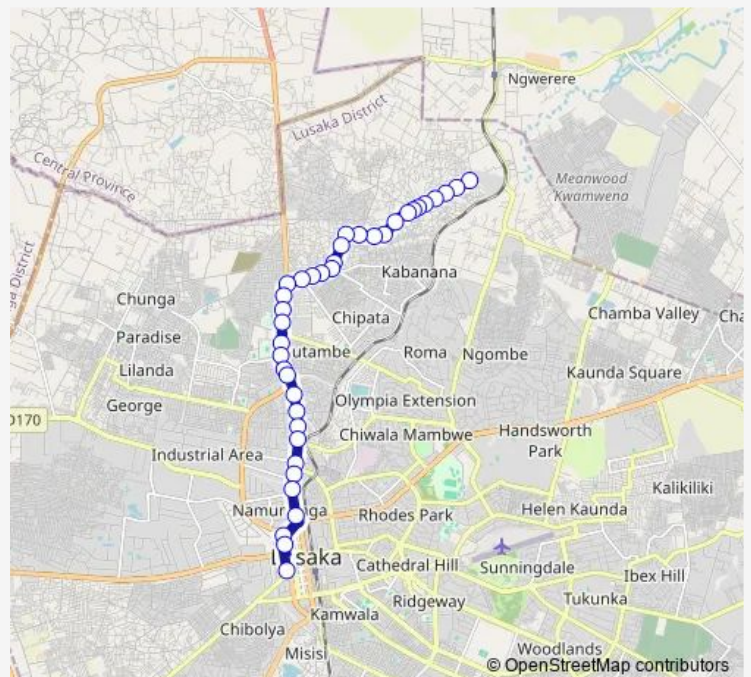 Ngwerere
Lusaka District
Central Province
Meanwood
Kwamwena
Kabanana
Chunga
Chipata
Chamba Valley
Paradise
Roma
Ngombe
Lilanda
Kaunda Square
George
Olympia Extension
Chiwala Mambwe
Handsworth
Park
Industrial Area
Kalikiliki
Rhodes Park
Helen Kaunda
Cathedral Hill
Sunningdale
Ibex Hill
Ridgeway
Tukunka
Kamwala
Chibolya
Misisi
Woodlands
© OpenStreetMap contributors